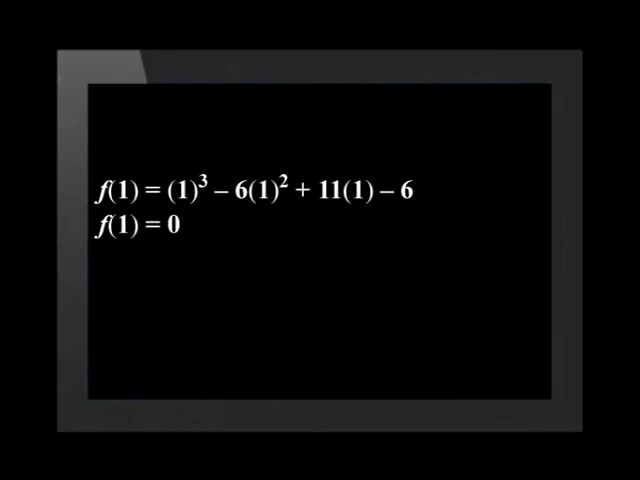 f(1) = (1)³ – 6(1)² + 11(1) – 6
f(1) = 0